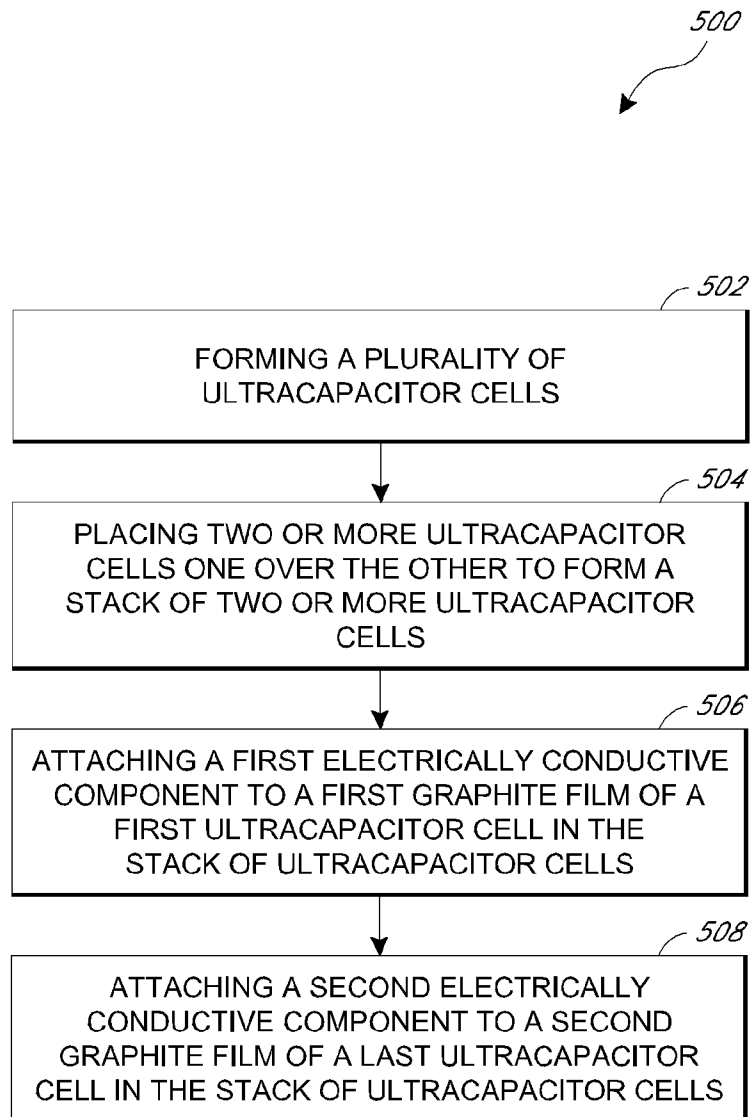 500
502
FORMING A PLURALITY OF
ULTRACAPACITOR CELLS
504
PLACING TWO OR MORE ULTRACAPACITOR
CELLS ONE OVER THE OTHER TO FORM A
STACK OF TWO OR MORE ULTRACAPACITOR
CELLS
506
ATTACHING A FIRST ELECTRICALLY CONDUCTIVE
COMPONENT TO A FIRST GRAPHITE FILM OF A
FIRST ULTRACAPACITOR CELL IN THE
STACK OF ULTRACAPACITOR CELLS
508
ATTACHING A SECOND ELECTRICALLY
CONDUCTIVE COMPONENT TO A SECOND
GRAPHITE FILM OF A LAST ULTRACAPACITOR
CELL IN THE STACK OF ULTRACAPACITOR CELLS